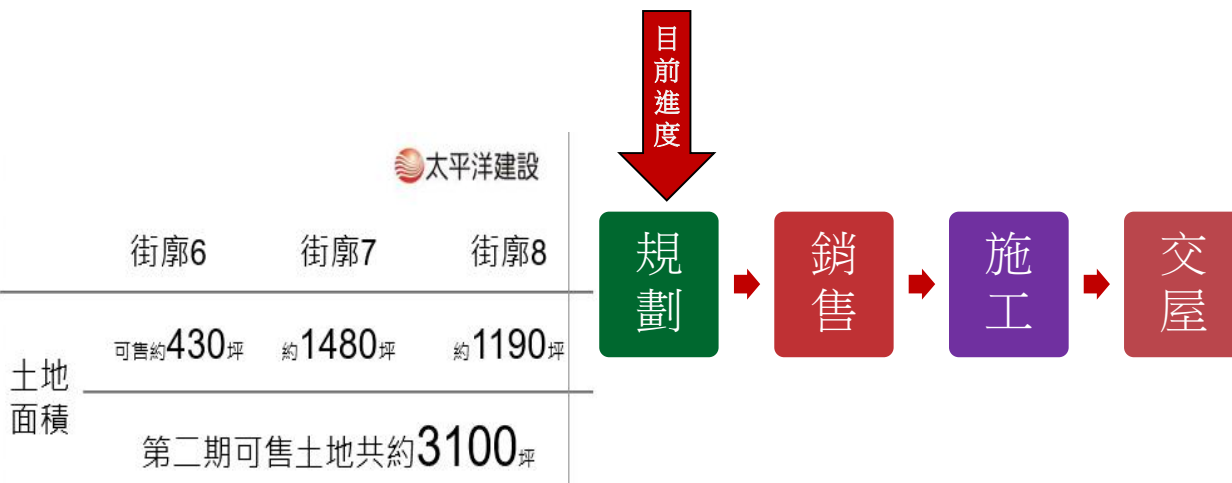 目前進度
太平洋建設
街廓6 街廓7 街廓8
土地面積
可售約430坪 約1480坪 約1190坪
第二期可售土地共約3100坪
規劃
銷售
施工
交屋